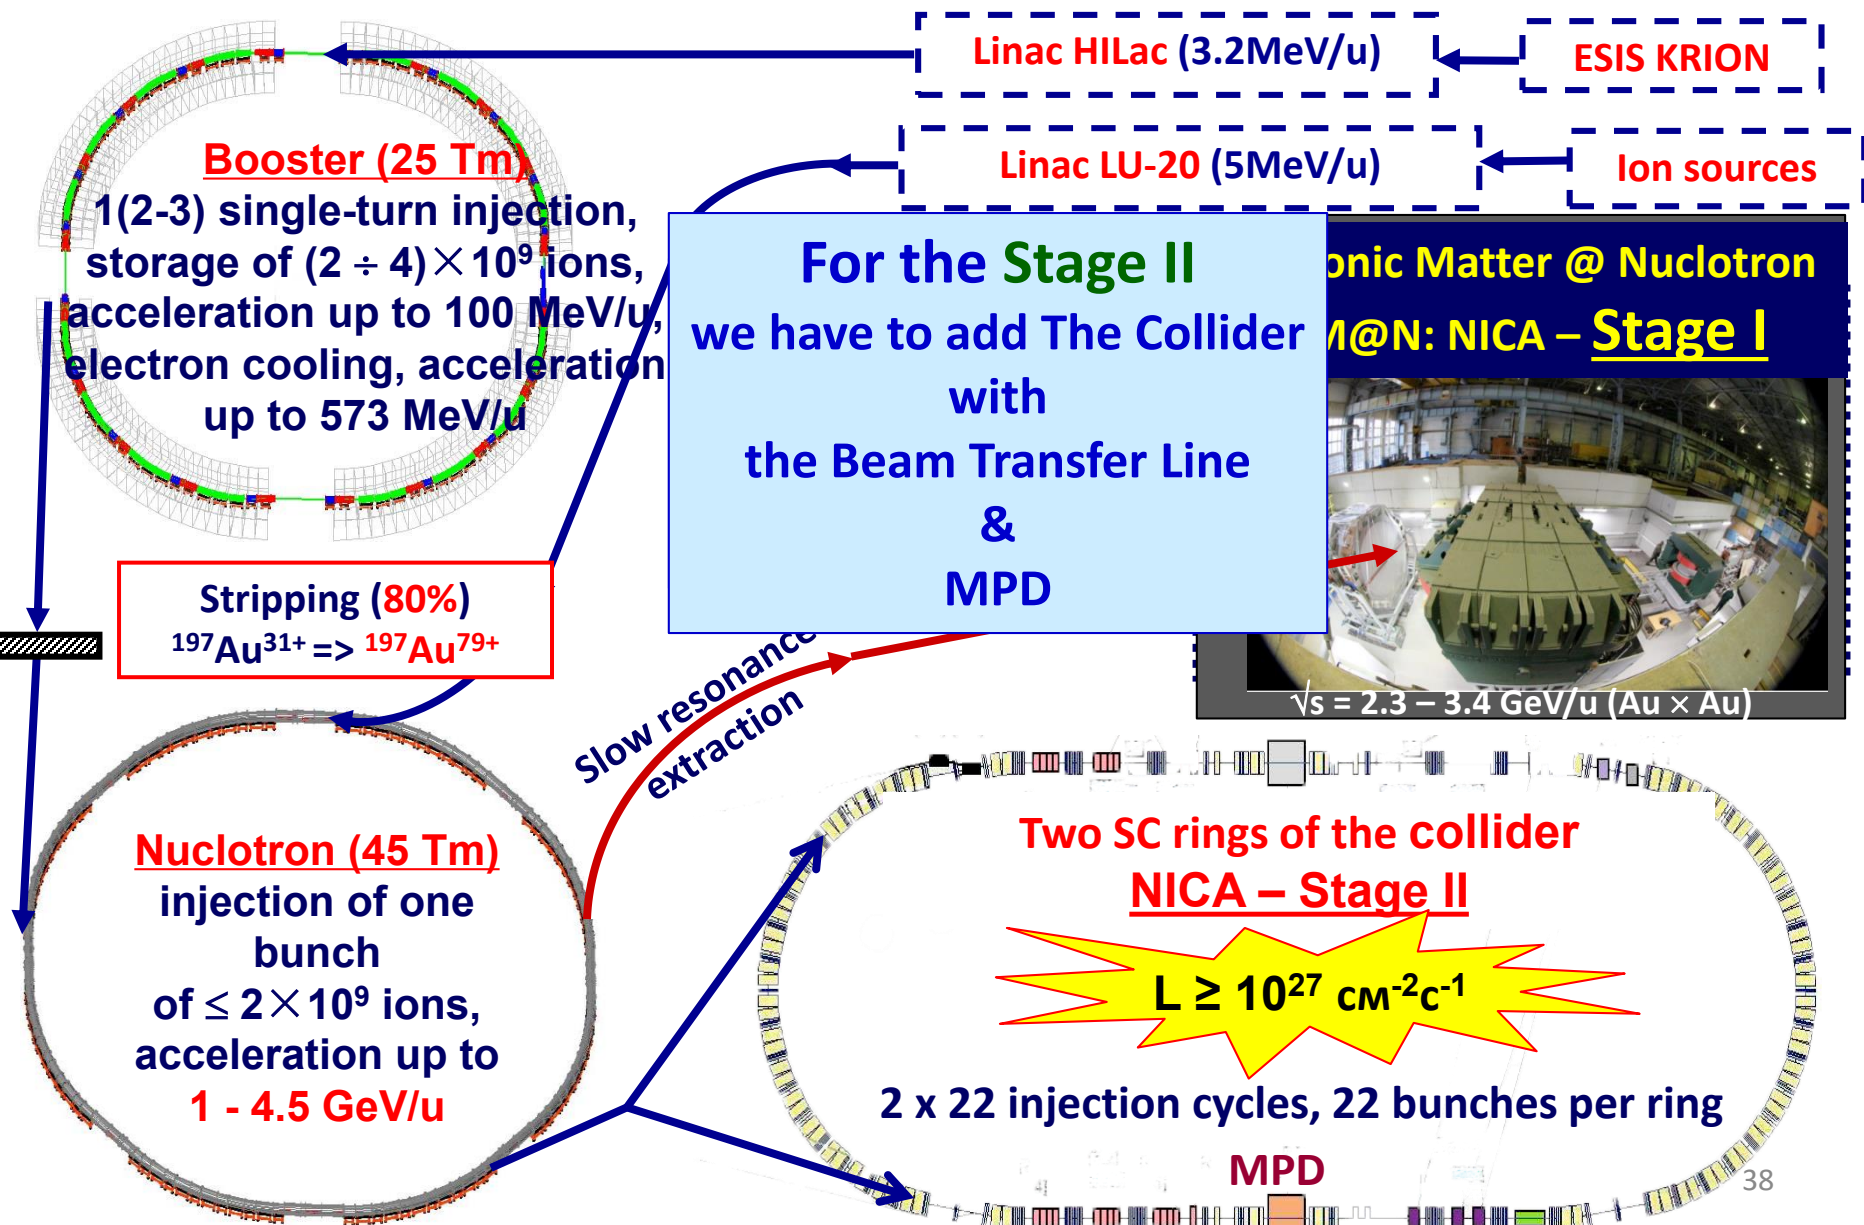 Linac HILac (3.2MeV/u)
ESIS KRION
Linac LU-20 (5MeV/u)
Ion sources
Booster (25 Tm)
1(2-3) single-turn injection,
storage of (2 ÷ 4)×10⁹ ions,
acceleration up to 100 MeV/u,
electron cooling, acceleration
up to 573 MeV/u
For the Stage II
we have to add The Collider
with
the Beam Transfer Line
&
MPD
onic Matter @ Nuclotron
M@N: NICA – Stage I
√s = 2.3 – 3.4 GeV/u (Au × Au)
Stripping (80%)
¹⁹⁷Au³¹⁺ => ¹⁹⁷Au⁷⁹⁺
Slow resonance
extraction
Nuclotron (45 Tm)
injection of one
bunch
of ≤ 2×10⁹ ions,
acceleration up to
1 - 4.5 GeV/u
Two SC rings of the collider
NICA – Stage II
L ≥ 10²⁷ см⁻²с⁻¹
2 x 22 injection cycles, 22 bunches per ring
MPD
38